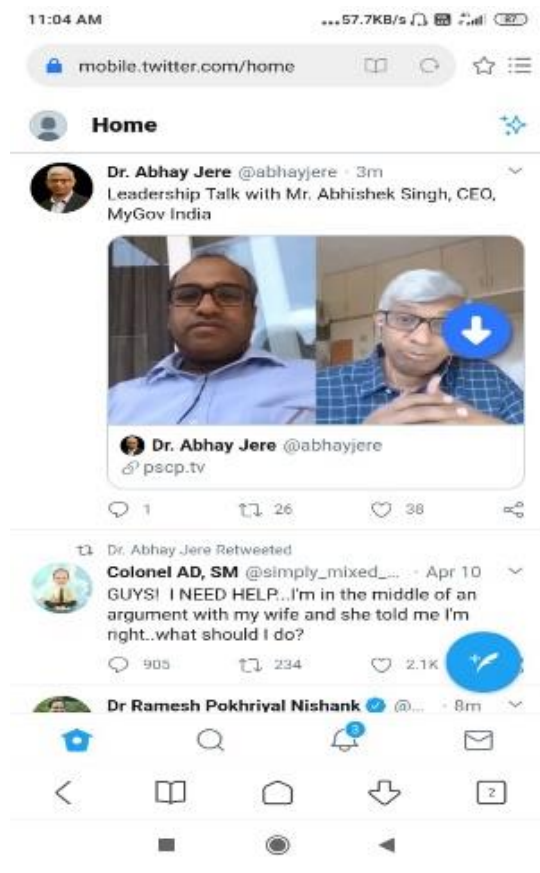 11:04 AM
...57.7KB/s
87
mobile.twitter.com/home
Home
Dr. Abhay Jere @abhayjere · 3m
Leadership Talk with Mr. Abhishek Singh, CEO,
MyGov India
Dr. Abhay Jere @abhayjere
pscp.tv
1 26 38
Dr. Abhay Jere Retweeted
Colonel AD, SM @simply_mixed_... · Apr 10
GUYS! I NEED HELP...I'm in the middle of an
argument with my wife and she told me I'm
right..what should I do?
905 234 2.1K
Dr Ramesh Pokhriyal Nishank @... · 8m
3
2